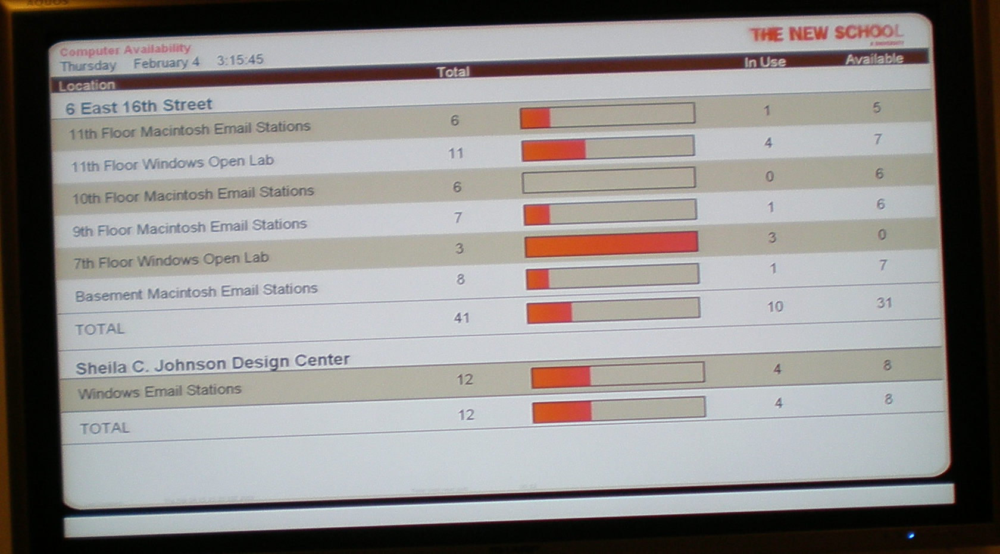 AQUOS
Computer Availability
THE NEW SCHOOL
A UNIVERSITY
Thursday February 4 3:15:45
Location Total In Use Available
6 East 16th Street
11th Floor Macintosh Email Stations 6 1 5
11th Floor Windows Open Lab 11 4 7
10th Floor Macintosh Email Stations 6 0 6
9th Floor Macintosh Email Stations 7 1 6
7th Floor Windows Open Lab 3 3 0
Basement Macintosh Email Stations 8 1 7
TOTAL 41 10 31
Sheila C. Johnson Design Center
Windows Email Stations 12 4 8
TOTAL 12 4 8